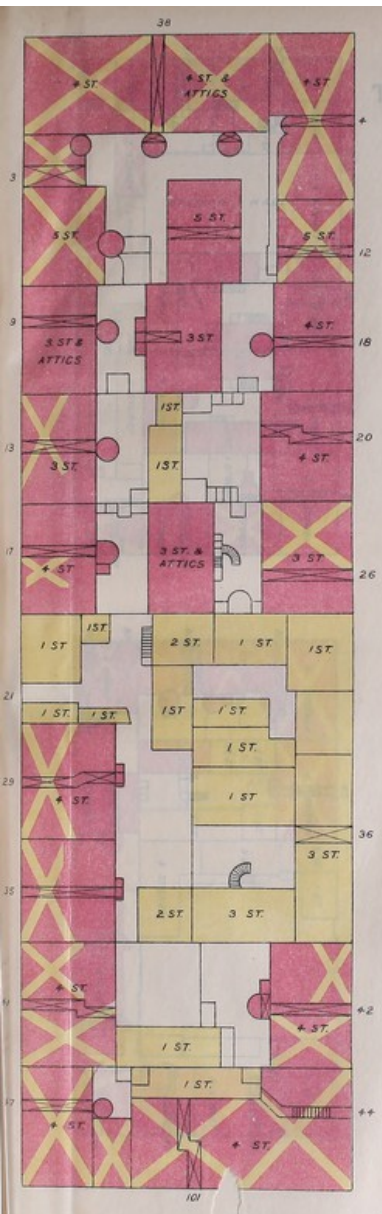 38
4 ST.
4 ST &
ATTICS
4 ST.
4
3
5 ST.
5 ST.
5 ST.
12
9
3 ST &
ATTICS
3 ST
4 ST.
18
1 ST.
13
3 ST.
1 ST.
4 ST.
20
17
4 ST.
3 ST. &
ATTICS
3 ST.
26
1 ST
1 ST.
2 ST.
1 ST.
1 ST.
21
1 ST.
1 ST.
1 ST
1 ST.
1 ST.
29
4 ST.
1 ST
36
3 ST.
35
2 ST.
3 ST.
4 ST.
4 ST.
42
1 ST.
1 ST.
4 ST.
4 ST.
44
101